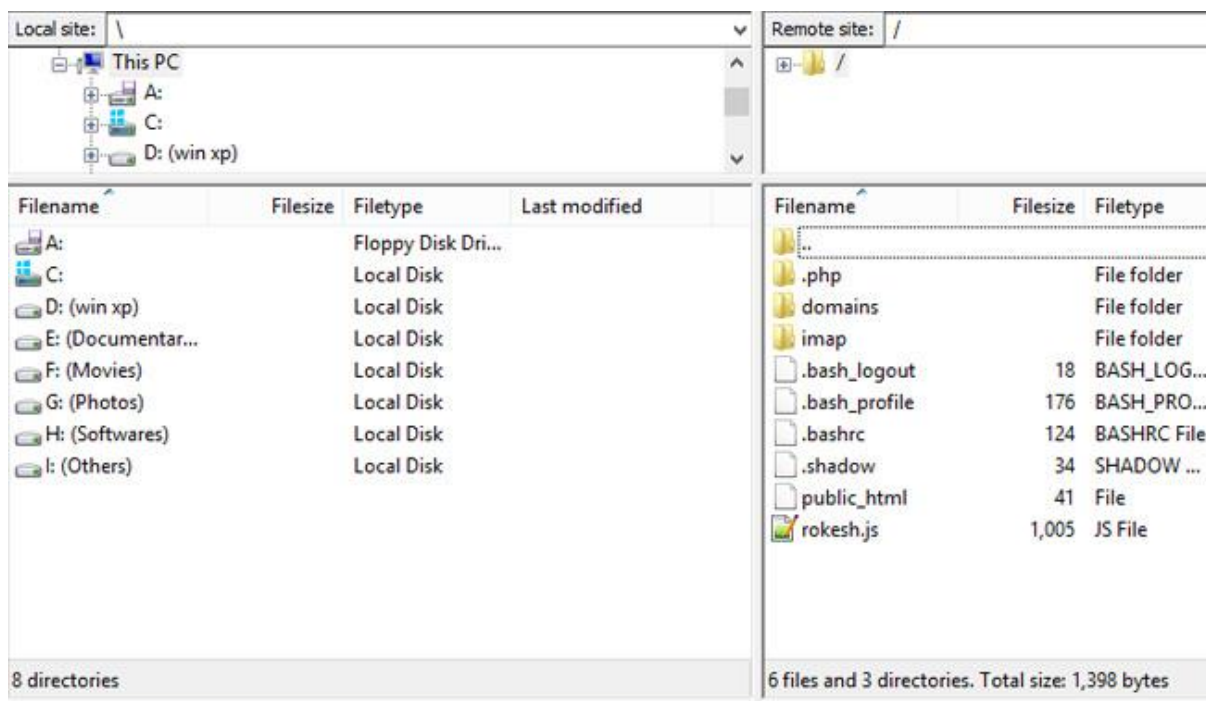 Local site: \
This PC
A:
C:
D: (win xp)
Filename Filesize Filetype Last modified
A: Floppy Disk Dri...
C: Local Disk
D: (win xp) Local Disk
E: (Documentar... Local Disk
F: (Movies) Local Disk
G: (Photos) Local Disk
H: (Softwares) Local Disk
I: (Others) Local Disk
8 directories
Remote site: /
/
Filename Filesize Filetype
..
.php File folder
domains File folder
imap File folder
.bash_logout 18 BASH_LOG...
.bash_profile 176 BASH_PRO...
.bashrc 124 BASHRC File
.shadow 34 SHADOW ...
public_html 41 File
rokesh.js 1,005 JS File
6 files and 3 directories. Total size: 1,398 bytes